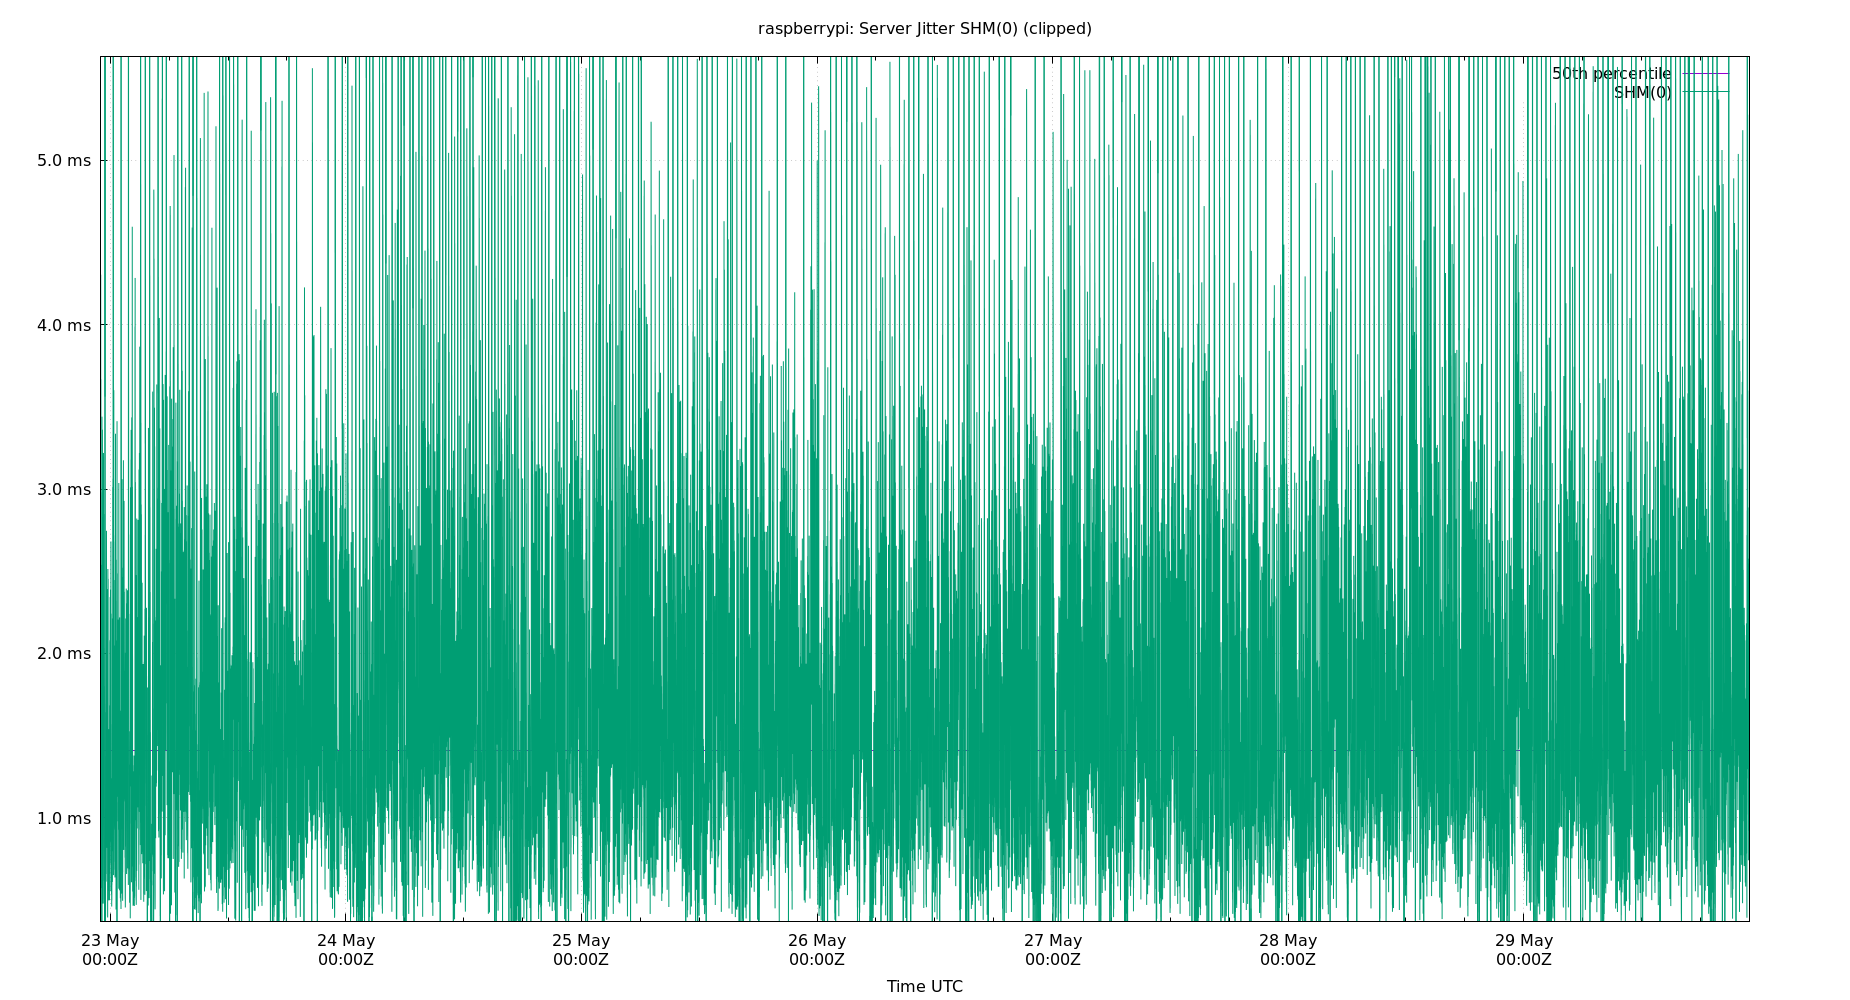 raspberrypi: Server Jitter SHM(0) (clipped)
50th percentile
SHM(0)
5.0 ms
4.0 ms
3.0 ms
2.0 ms
1.0 ms
23 May 24 May 25 May 26 May 27 May 28 May 29 May
00:00Z 00:00Z 00:00Z 00:00Z 00:00Z 00:00Z 00:00Z
Time UTC